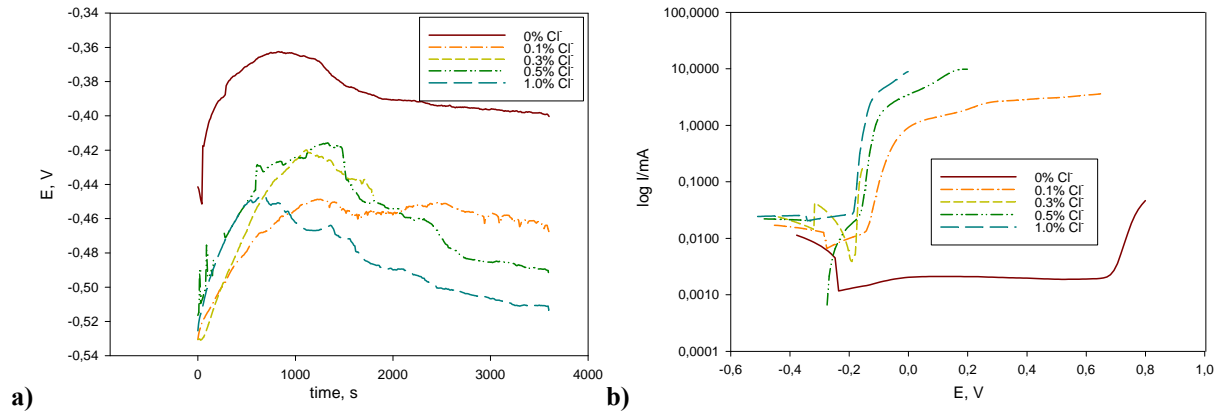 -0,34
-0,36
-0,38
-0,40
-0,42
-0,44
-0,46
-0,48
-0,50
-0,52
-0,54
E, V
0 1000 2000 3000 4000
time, s
0% Cl⁻
0.1% Cl⁻
0.3% Cl⁻
0.5% Cl⁻
1.0% Cl⁻
a)
100,0000
10,0000
1,0000
0,1000
0,0100
0,0010
0,0001
log I/mA
-0,6 -0,4 -0,2 0,0 0,2 0,4 0,6 0,8 1,0
E, V
0% Cl⁻
0.1% Cl⁻
0.3% Cl⁻
0.5% Cl⁻
1.0% Cl⁻
b)